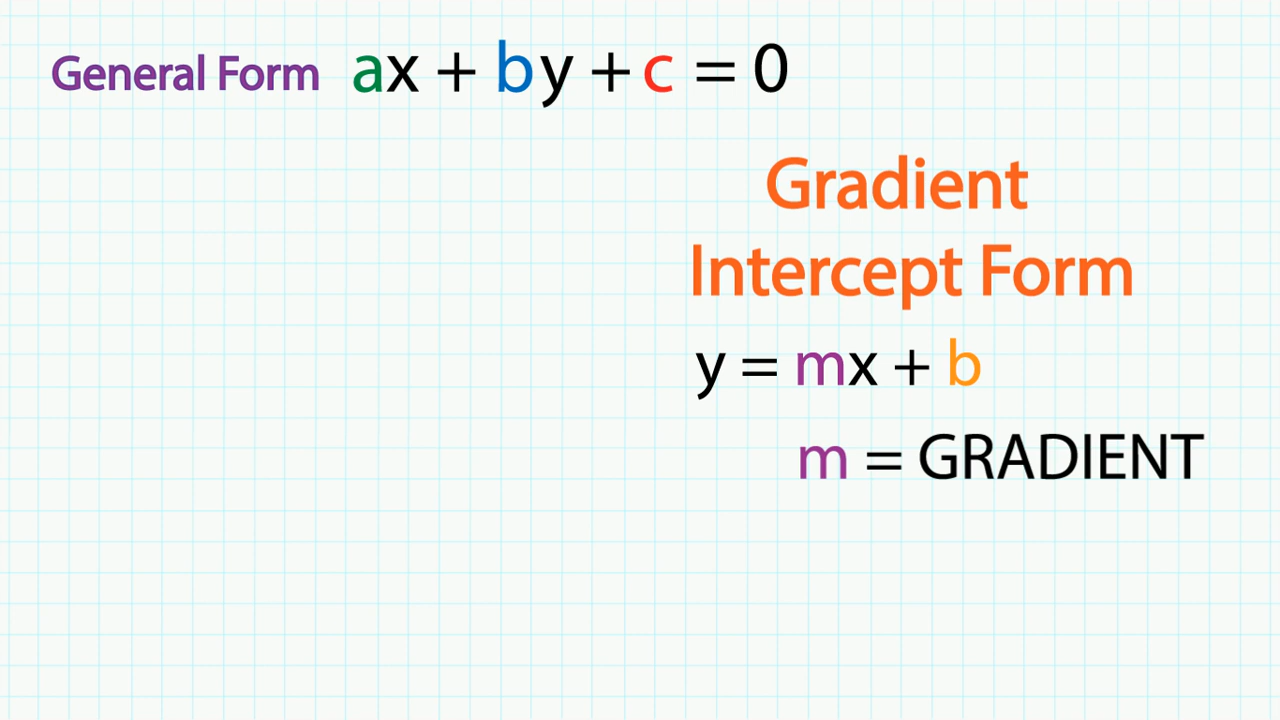 General Form ax + by + c = 0
Gradient
Intercept Form
y = mx + b
m = GRADIENT